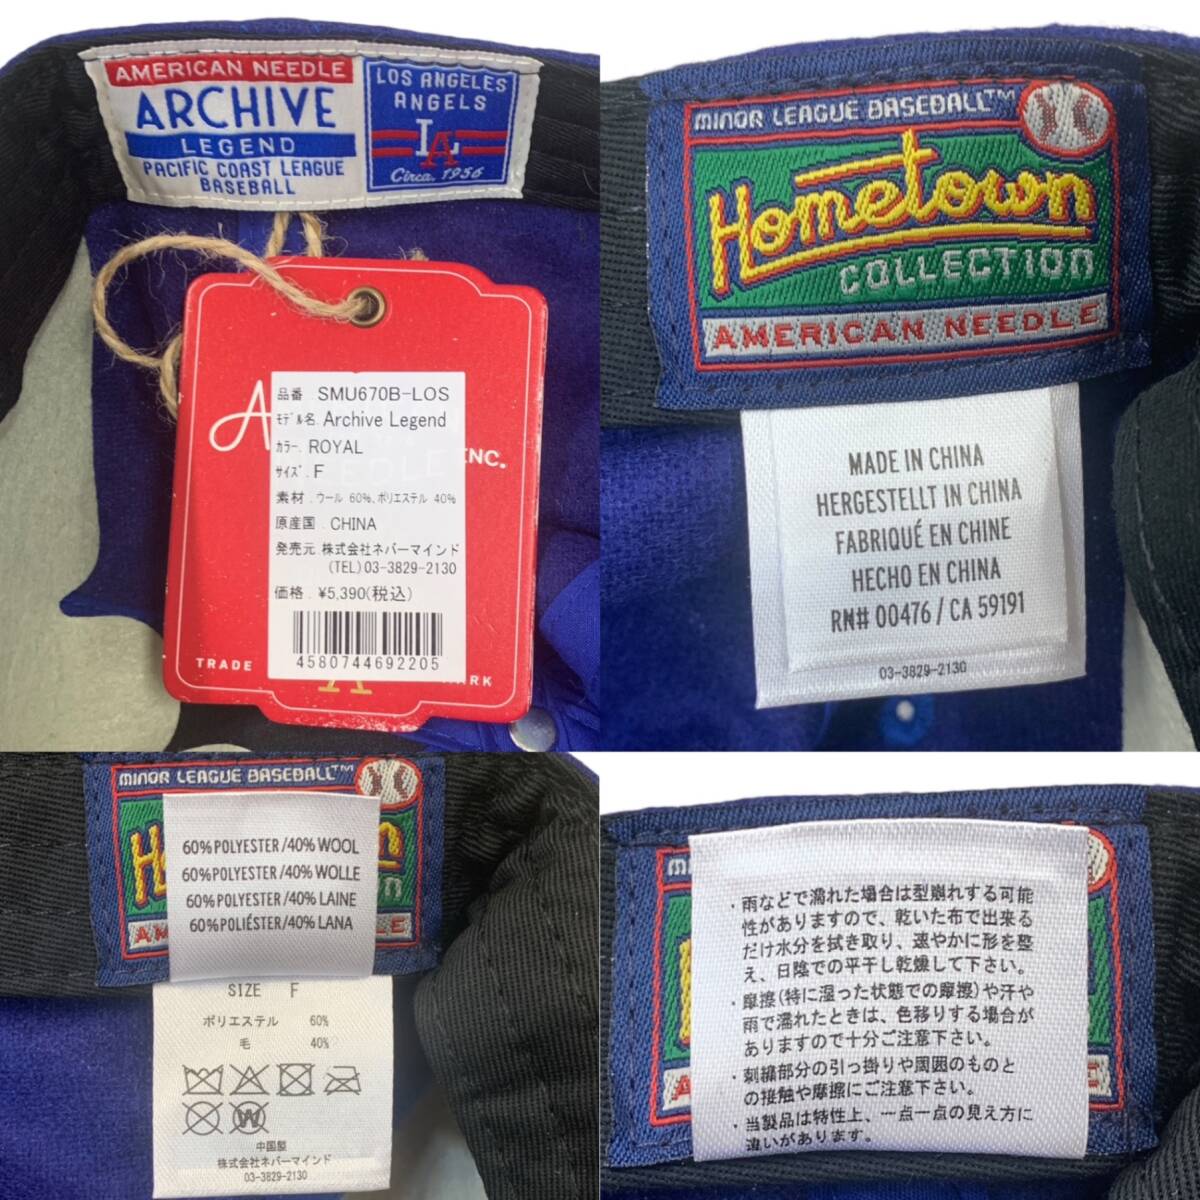 AMERICAN NEEDLE
ARCHIVE
LEGEND
PACIFIC COAST LEAGUE
BASEBALL
LOS ANGELES
ANGELS
LA
Circa. 1956
品番 . SMU670B-LOS
ﾓﾃﾞﾙ名. Archive Legend
ｶﾗｰ. ROYAL
ｻｲｽﾞ. F
素材 . ウール 60%、ポリエステル 40%
原産国 . CHINA
発売元 . 株式会社ネバーマインド
(TEL) 03-3829-2130
価格 . ¥5,390(税込)
4580744692205
INC.
TRADE
MARK
MINOR LEAGUE BASEBALL™
Hometown
COLLECTION
AMERICAN NEEDLE
MADE IN CHINA
HERGESTELLT IN CHINA
FABRIQUÉ EN CHINE
HECHO EN CHINA
RN# 00476 / CA 59191
03-3829-2130
MINOR LEAGUE BASEBALL™
60% POLYESTER/40% WOOL
60% POLYESTER/40% WOLLE
60% POLYESTER/40% LAINE
60% POLIÉSTER/40% LANA
SIZE F
ポリエステル 60%
毛 40%
W
中国製
株式会社ネバーマインド
03-3829-2130
・雨などで濡れた場合は型崩れする可能
性がありますので、乾いた布で出来る
だけ水分を拭き取り、速やかに形を整
え、日陰での平干し乾燥して下さい。
・摩擦(特に湿った状態での摩擦)や汗や
雨で濡れたときは、色移りする場合が
ありますので十分ご注意下さい。
・刺繍部分の引っ掛りや周囲のものと
の接触や摩擦にご注意下さい。
・当製品は特性上、一点一点の見え方に
違いがあります。